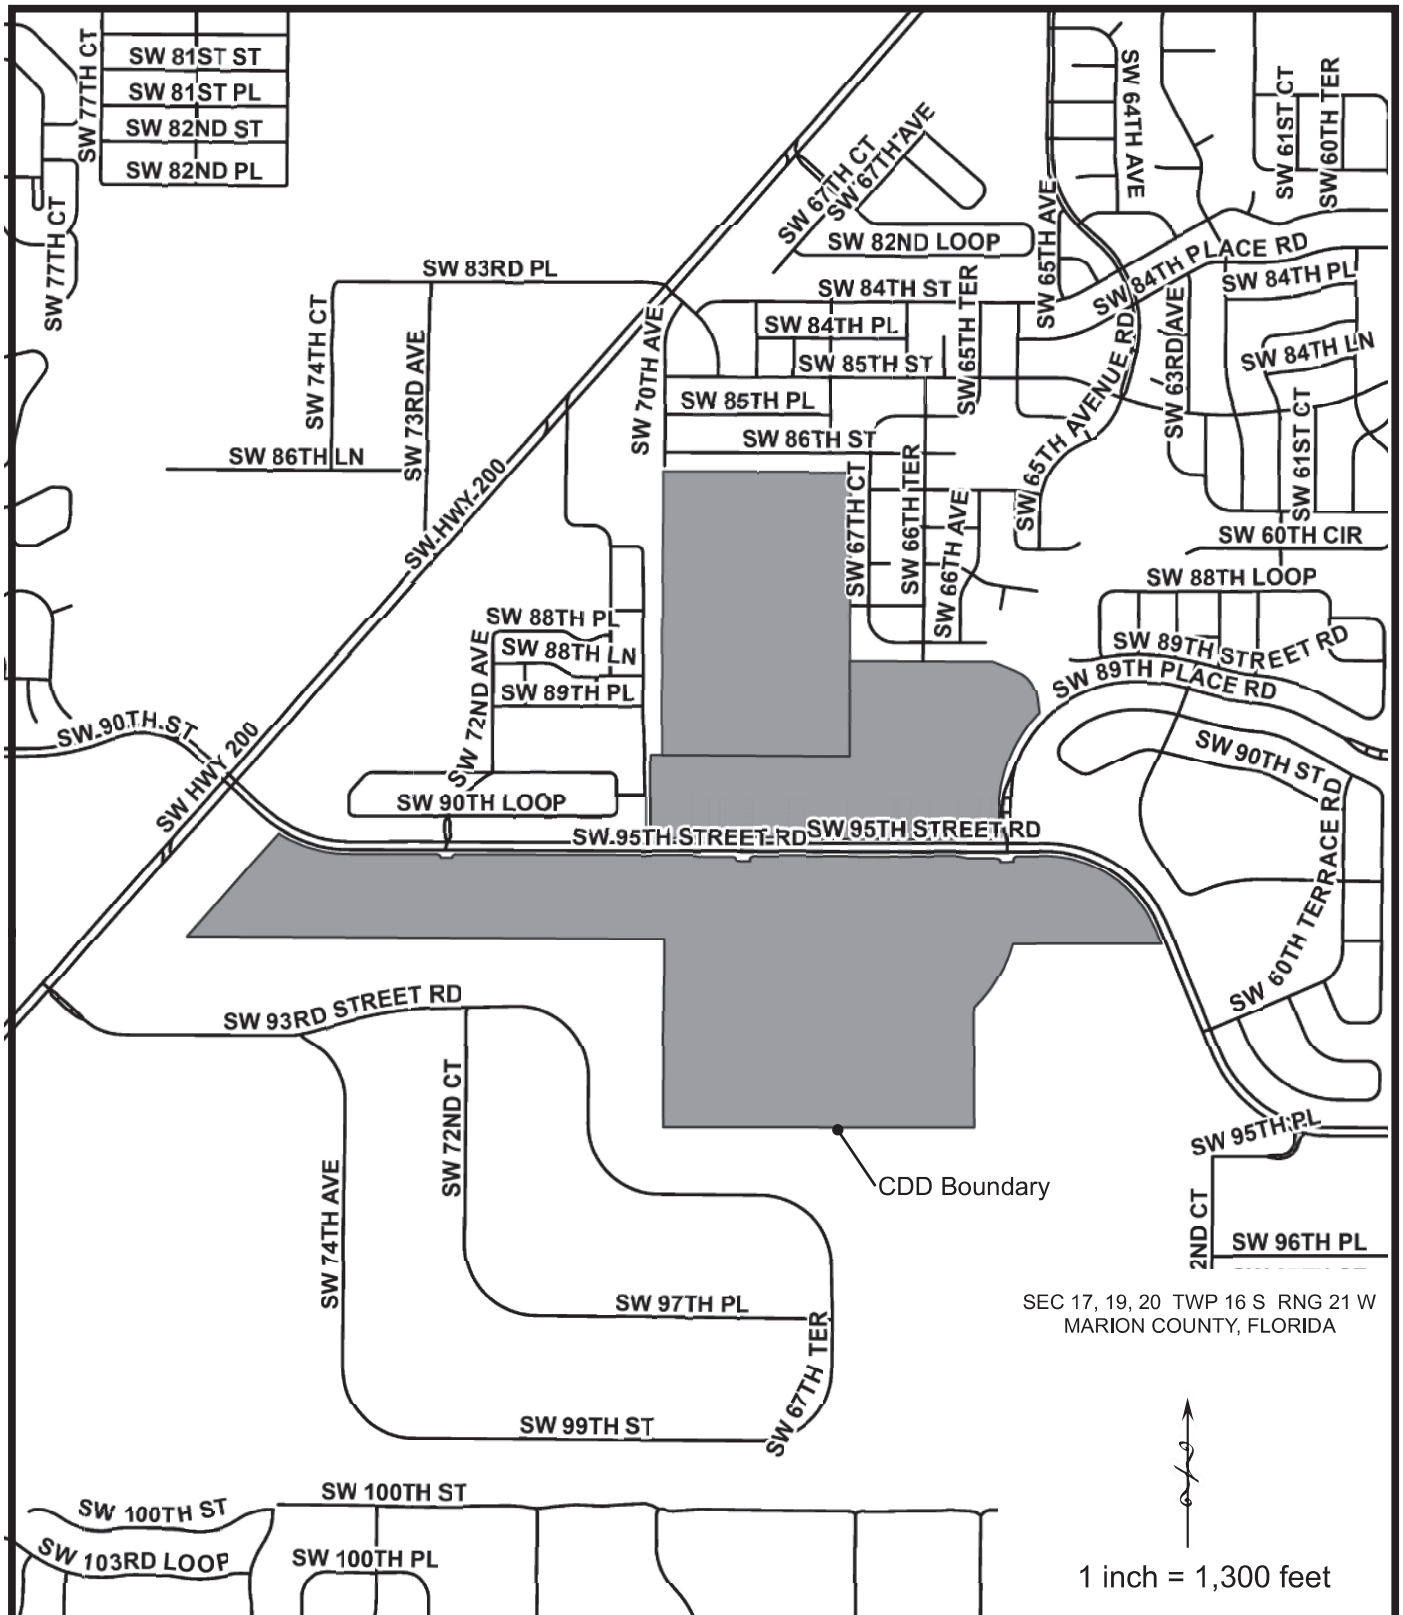 SW 77TH CT
SW 81ST ST
SW 81ST PL
SW 82ND ST
SW 82ND PL
SW 77TH CT
SW 67TH CT
SW 67TH AVE
SW 82ND LOOP
SW 65TH AVE
SW 64TH AVE
SW 61ST CT
SW 60TH TER
SW 84TH PLACE RD
SW 84TH PL
SW 83RD PL
SW 84TH ST
SW 84TH PL
SW 85TH ST
SW 65TH TER
SW 85TH PL
SW 86TH ST
SW 70TH AVE
SW 74TH CT
SW 73RD AVE
SW 86TH LN
SW HWY 200
SW 65TH AVENUE RD
SW 63RD AVE
SW 84TH LN
SW 61ST CT
SW 60TH CIR
SW 67TH CT
SW 66TH TER
SW 66TH AVE
SW 88TH LOOP
SW 89TH STREET RD
SW 89TH PLACE RD
SW 88TH PL
SW 88TH LN
SW 89TH PL
SW 72ND AVE
SW 90TH ST
SW HWY 200
SW 90TH LOOP
SW 90TH ST
SW 95TH STREET RD
SW 95TH STREET RD
SW 60TH TERRACE RD
SW 93RD STREET RD
SW 72ND CT
SW 74TH AVE
CDD Boundary
SW 95TH PL
2ND CT
SW 96TH PL
SEC 17, 19, 20 TWP 16 S RNG 21 W
MARION COUNTY, FLORIDA
SW 97TH PL
SW 67TH TER
SW 99TH ST
SW 100TH ST
SW 100TH ST
SW 103RD LOOP
SW 100TH PL
1 inch = 1,300 feet